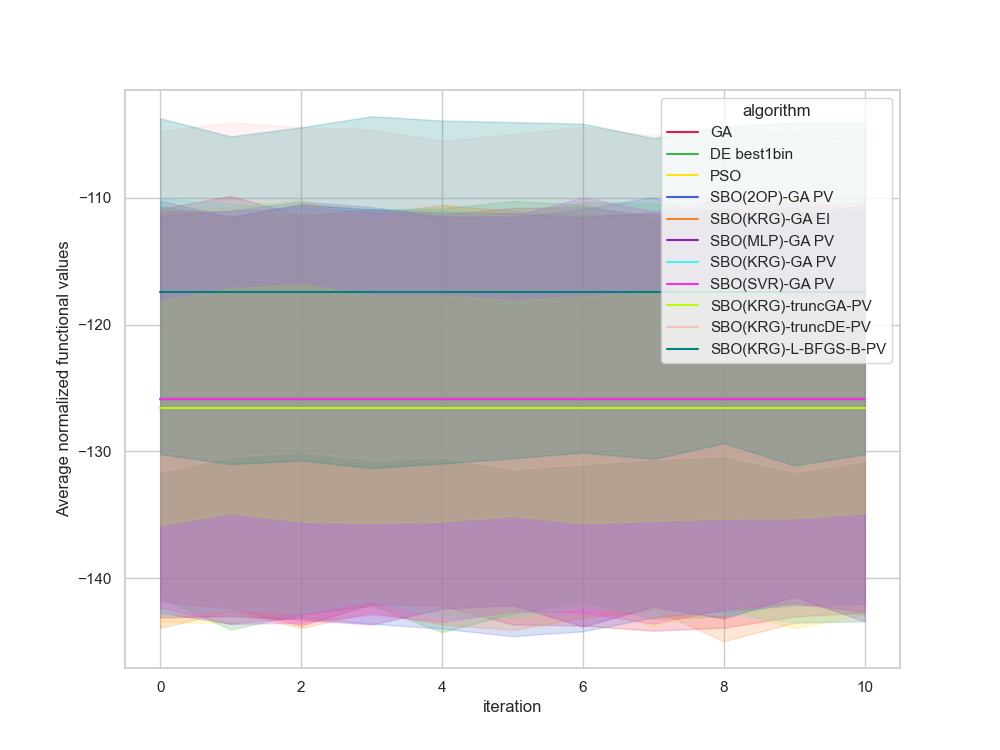 algorithm
GA
DE best1bin
PSO
SBO(2OP)-GA PV
SBO(KRG)-GA EI
SBO(MLP)-GA PV
SBO(KRG)-GA PV
SBO(SVR)-GA PV
SBO(KRG)-truncGA-PV
SBO(KRG)-truncDE-PV
SBO(KRG)-L-BFGS-B-PV
Average normalized functional values
−110
−120
−130
−140
0 2 4 6 8 10
iteration